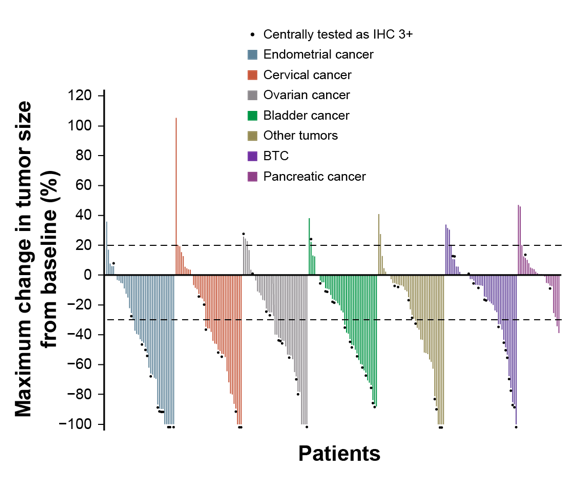 Centrally tested as IHC 3+
Endometrial cancer
Cervical cancer
Ovarian cancer
Bladder cancer
Other tumors
BTC
Pancreatic cancer
Maximum change in tumor size
from baseline (%)
120
100
80
60
40
20
0
−20
−40
−60
−80
−100
Patients